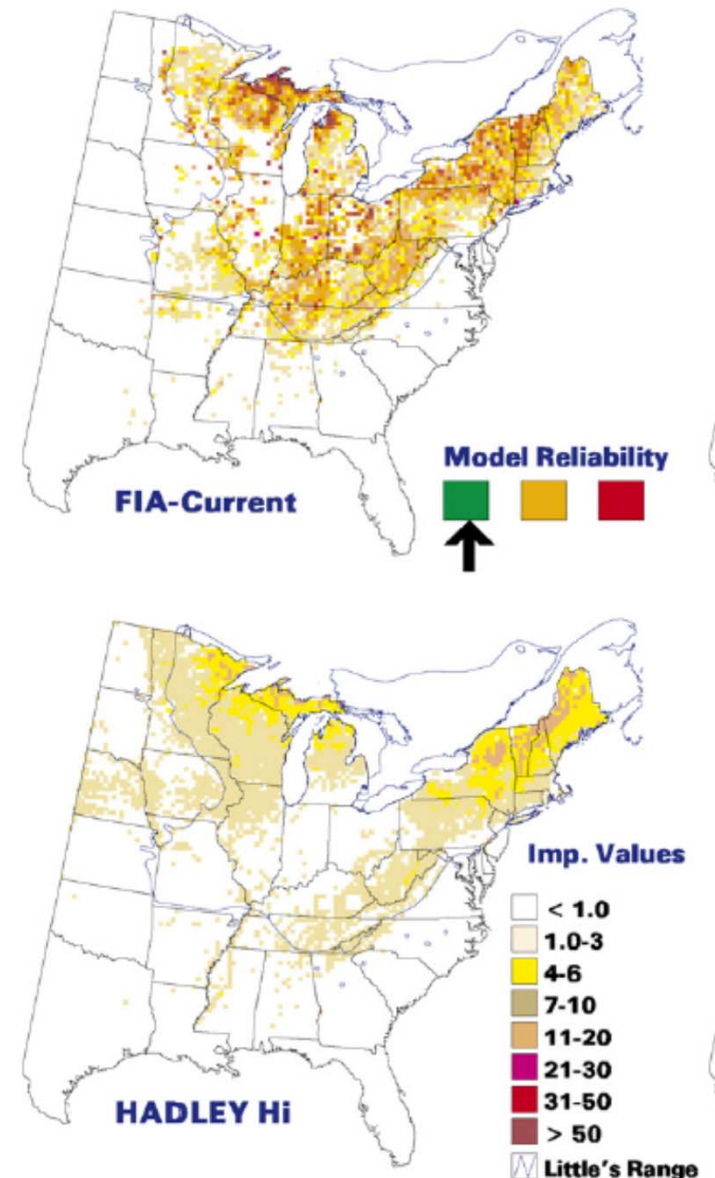 FIA-Current
Model Reliability
HADLEY Hi
Imp. Values
< 1.0
1.0-3
4-6
7-10
11-20
21-30
31-50
> 50
Little's Range